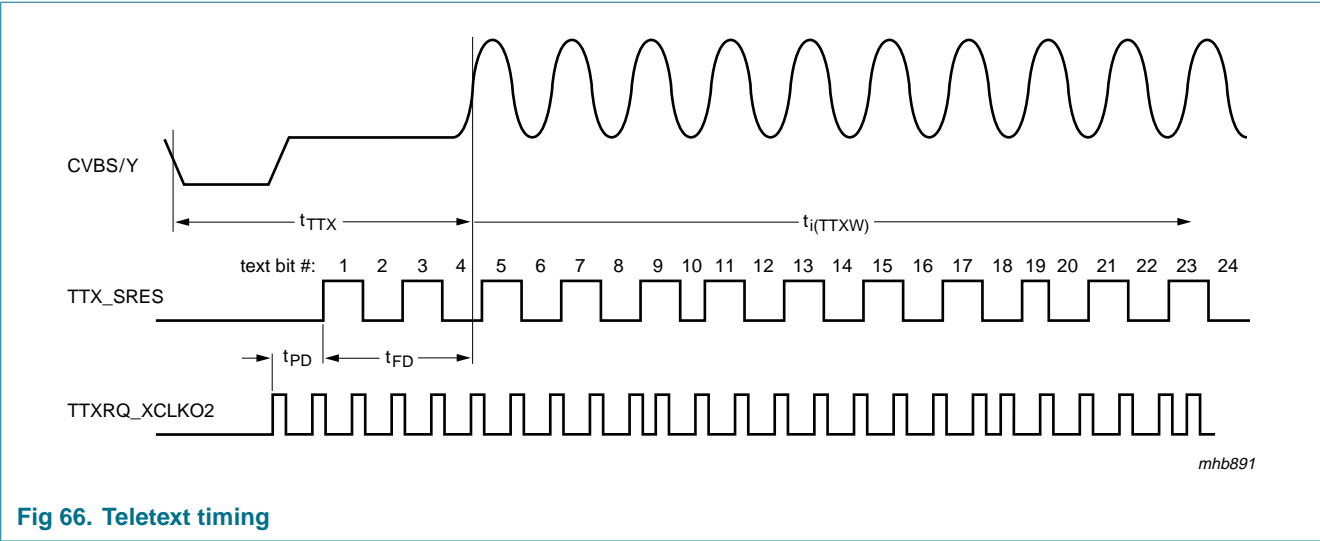 CVBS/Y
tTTX
ti(TTXW)
text bit #: 1 2 3 4 5 6 7 8 9 10 11 12 13 14 15 16 17 18 19 20 21 22 23 24
TTX_SRES
tPD
tFD
TTXRQ_XCLKO2
mhb891
Fig 66. Teletext timing